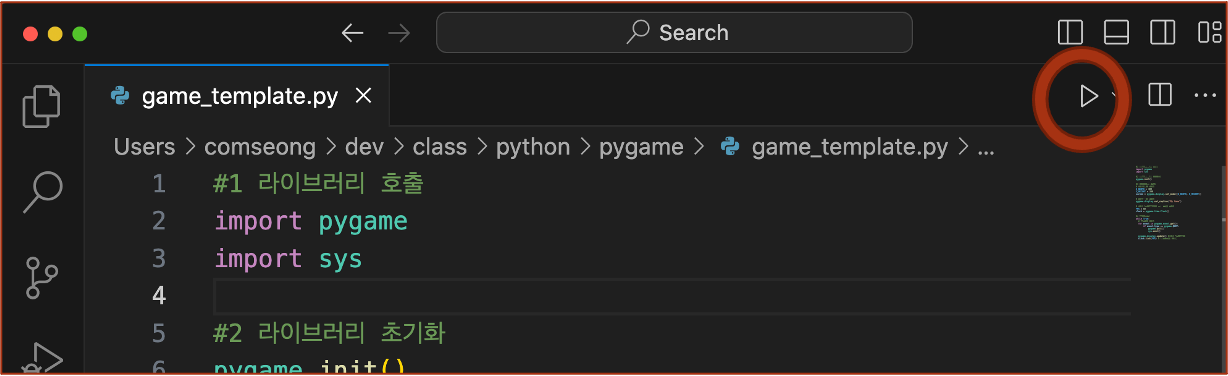 Search
game_template.py
Users > comseong > dev > class > python > pygame > game_template.py > ...
1 #1 라이브러리 호출
2 import pygame
3 import sys
4
5 #2 라이브러리 초기화
6 pygame.init()